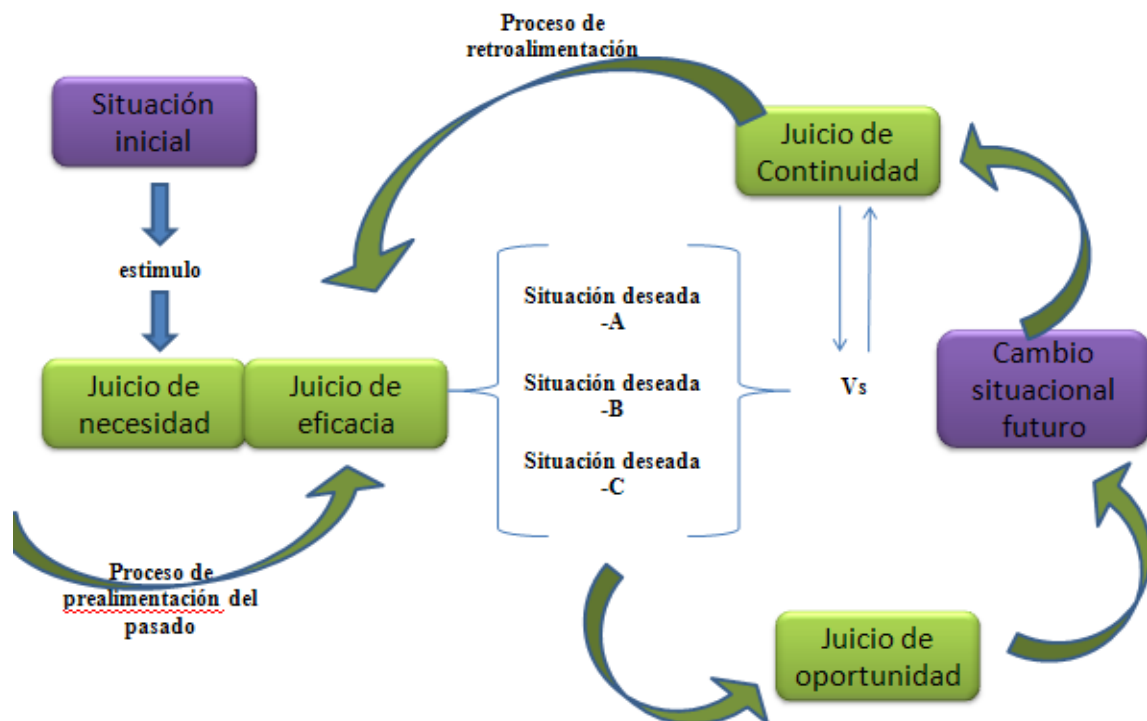 Proceso de
retroalimentación
Situación
inicial
Juicio de
Continuidad
estimulo
Situación deseada
-A
Juicio de
necesidad
Juicio de
eficacia
Situación deseada
-B
Vs
Cambio
situacional
futuro
Situación deseada
-C
Proceso de
prealimentación del
pasado
Juicio de
oportunidad